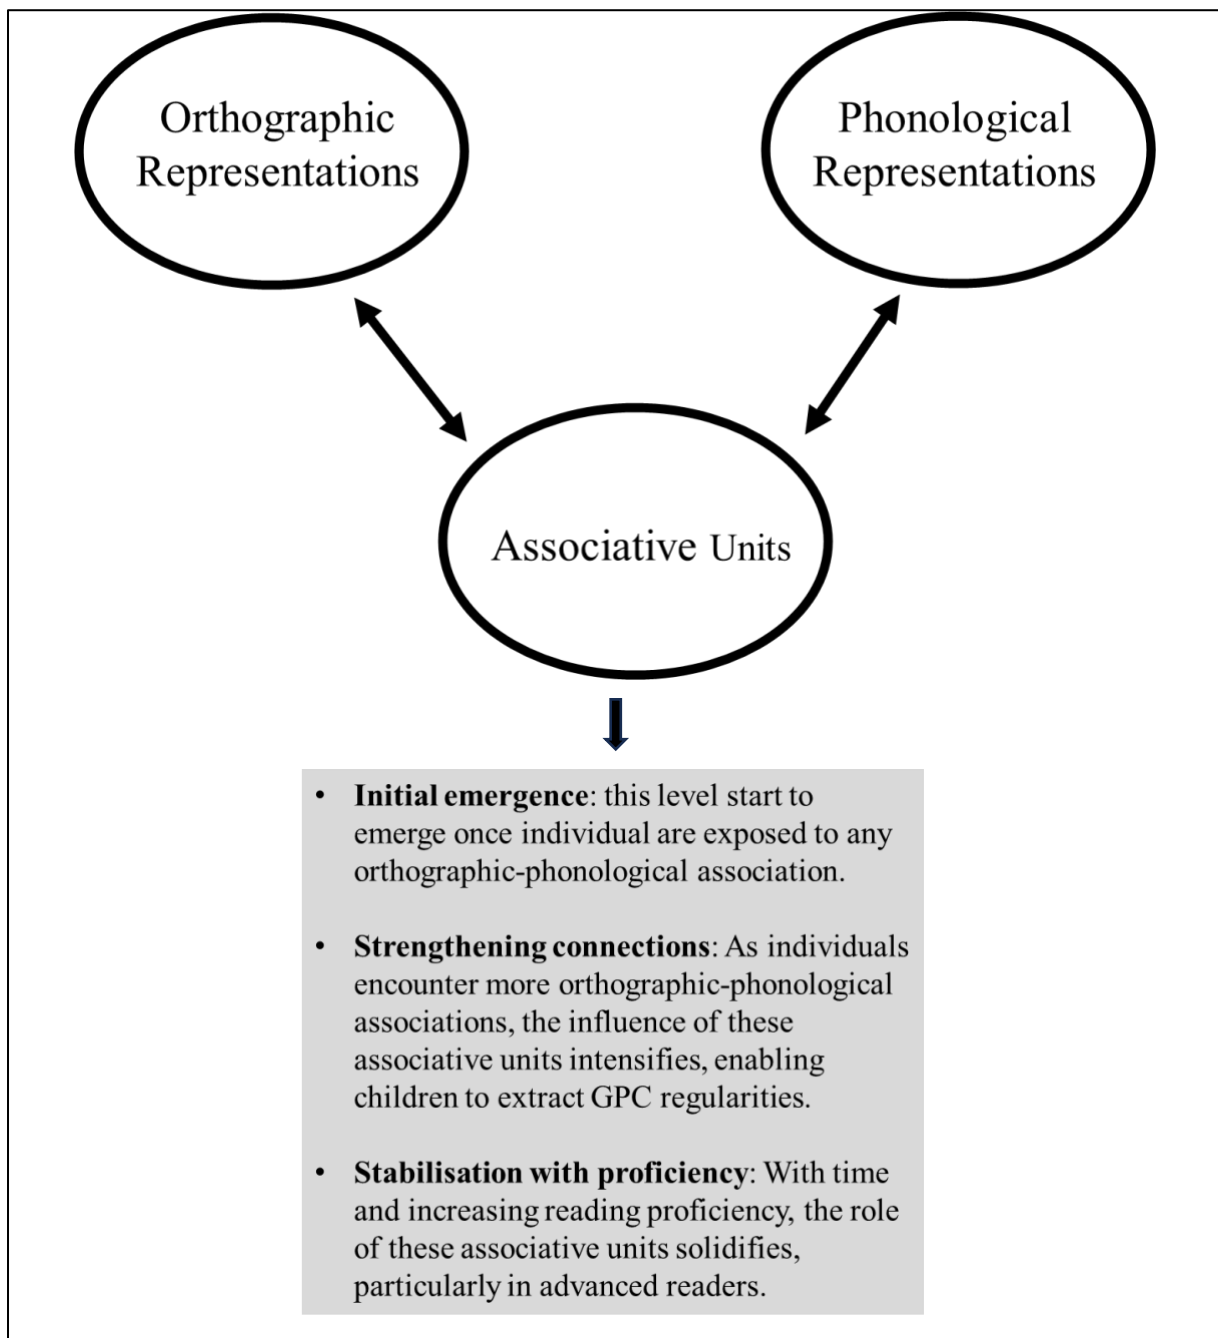 Orthographic
Representations
Phonological
Representations
Associative Units
• Initial emergence: this level start to
emerge once individual are exposed to any
orthographic-phonological association.
• Strengthening connections: As individuals
encounter more orthographic-phonological
associations, the influence of these
associative units intensifies, enabling
children to extract GPC regularities.
• Stabilisation with proficiency: With time
and increasing reading proficiency, the role
of these associative units solidifies,
particularly in advanced readers.